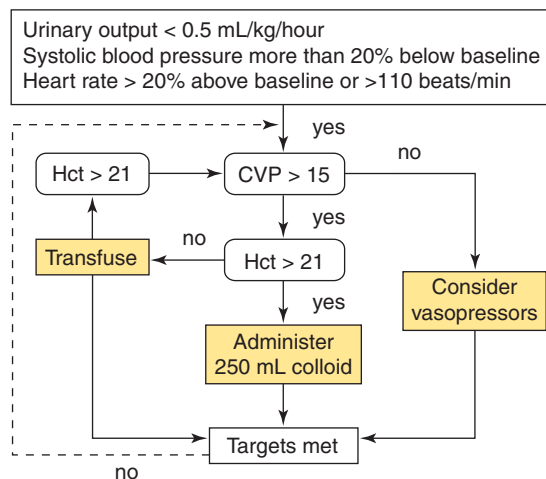 Urinary output < 0.5 mL/kg/hour
Systolic blood pressure more than 20% below baseline
Heart rate > 20% above baseline or >110 beats/min
yes
no
Hct > 21
CVP > 15
yes
no
Transfuse
Hct > 21
Consider
vasopressors
yes
Administer
250 mL colloid
Targets met
no